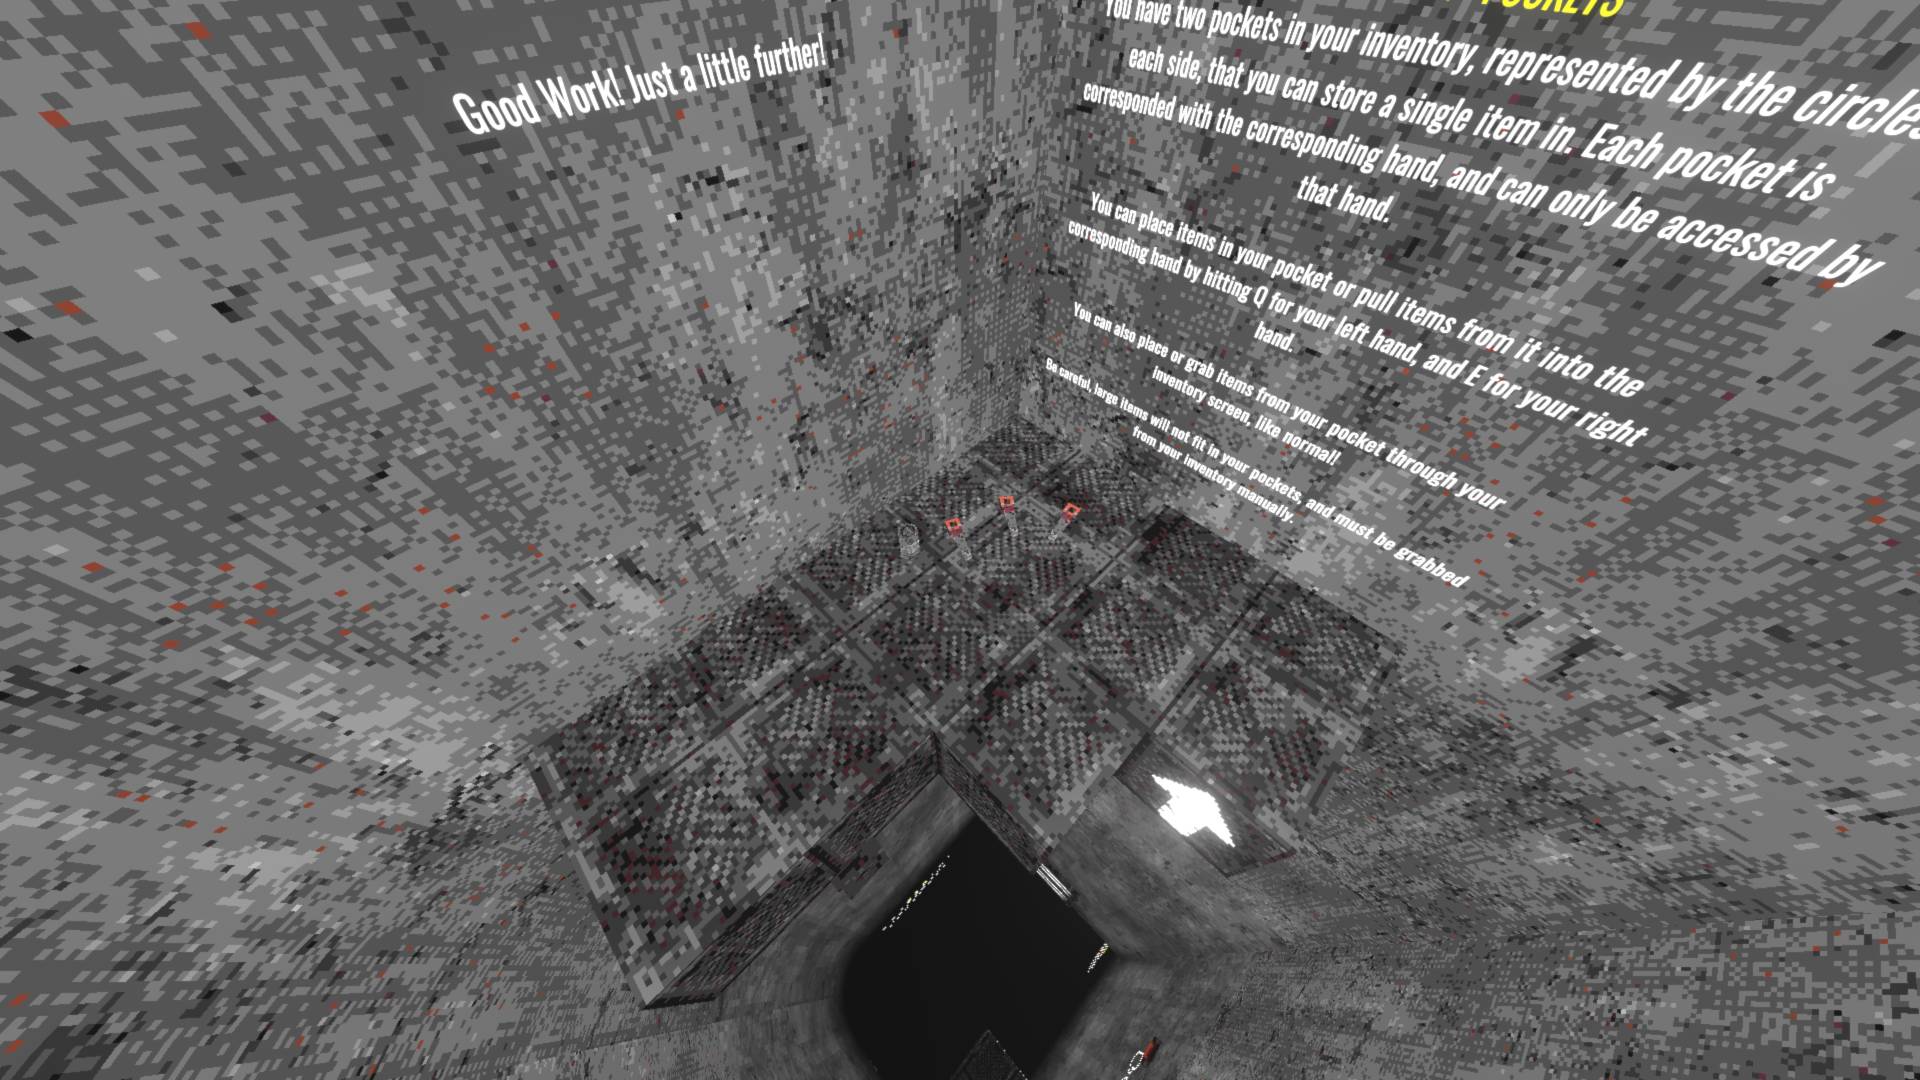 Good Work! Just a little further!
POCKETS
You have two pockets in your inventory, represented by the circles
each side, that you can store a single item in. Each pocket is
corresponded with the corresponding hand, and can only be accessed by
that hand.
You can place items in your pocket or pull items from it into the
corresponding hand by hitting Q for your left hand, and E for your right
hand.
You can also place or grab items from your pocket through your
inventory screen, like normal!
Be careful, large items will not fit in your pockets, and must be grabbed
from your inventory manually.